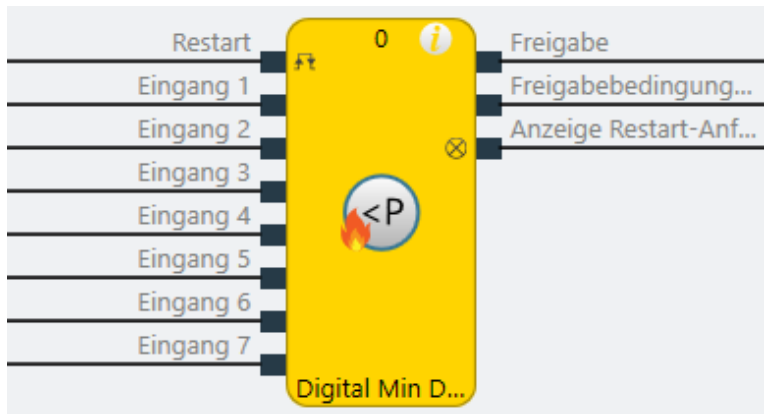 Restart
Eingang 1
Eingang 2
Eingang 3
Eingang 4
Eingang 5
Eingang 6
Eingang 7
0
i
<P
Digital Min D...
Freigabe
Freigabebedingung...
Anzeige Restart-Anf...